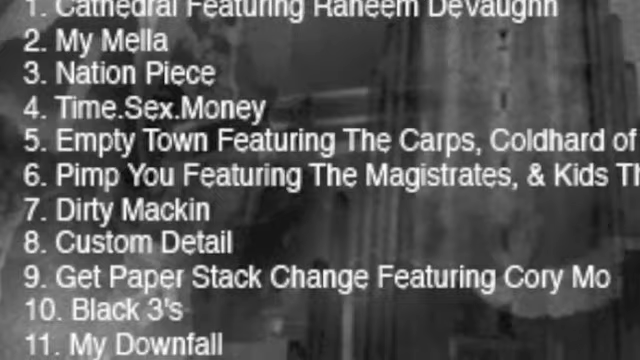 1. Cathedral Featuring Raheem DeVaughn
2. My Mella
3. Nation Piece
4. Time.Sex.Money
5. Empty Town Featuring The Carps, Coldhard of
6. Pimp You Featuring The Magistrates, & Kids
7. Dirty Mackin
8. Custom Detail
9. Get Paper Stack Change Featuring Cory Mo
10. Black 3's
11. My Downfall